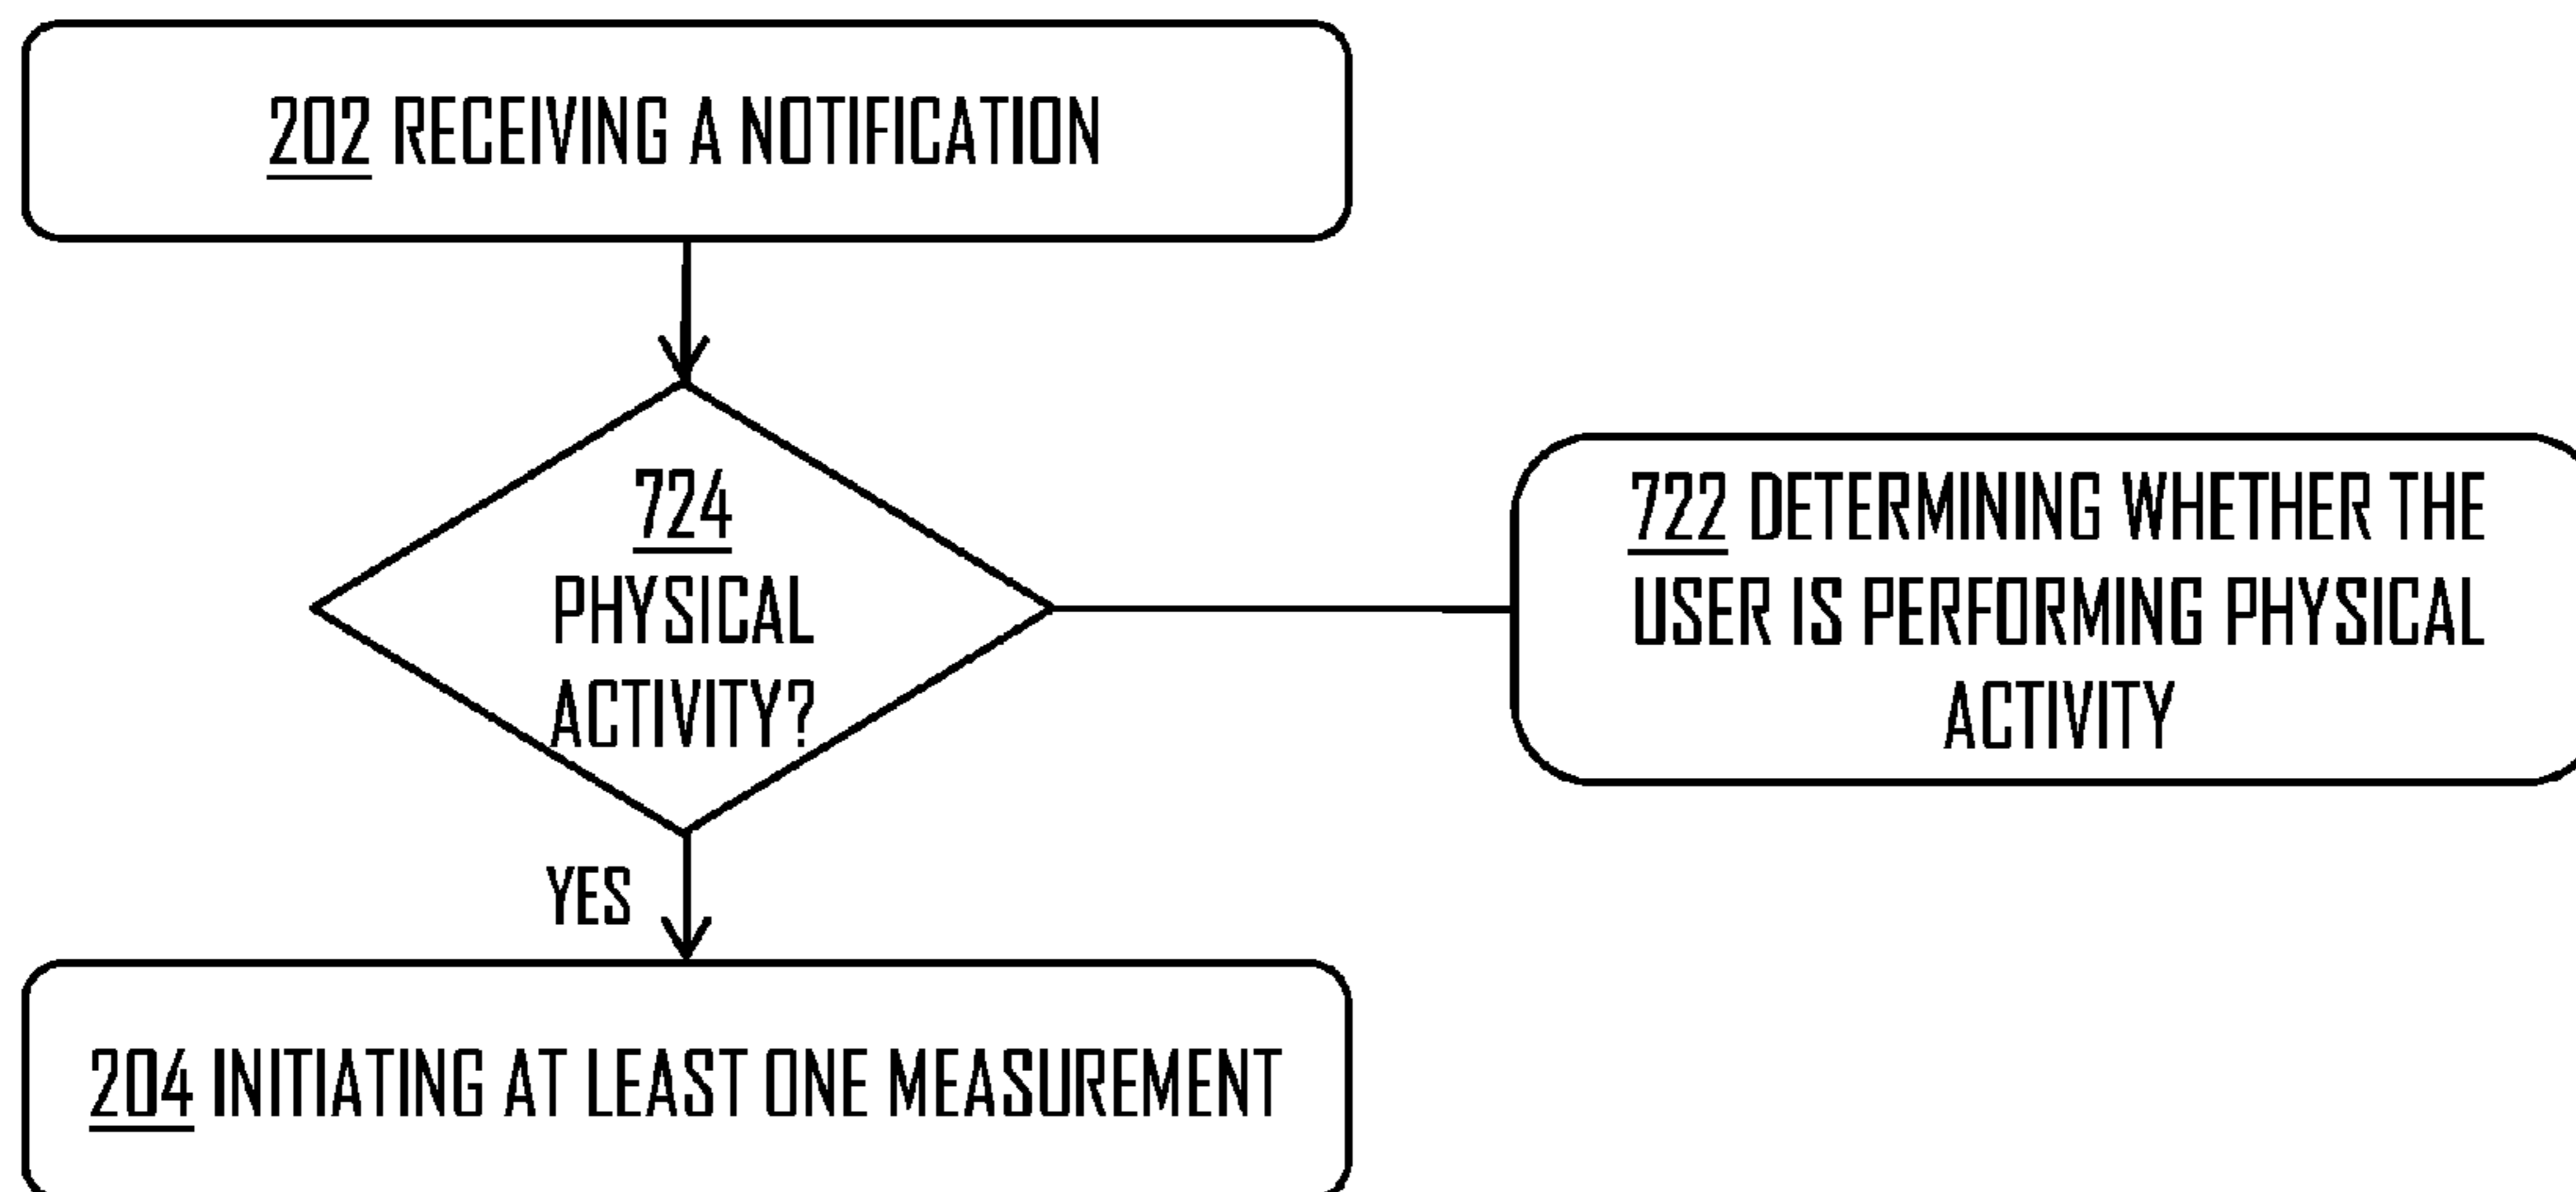 202 RECEIVING A NOTIFICATION
724
PHYSICAL
ACTIVITY?
722 DETERMINING WHETHER THE
USER IS PERFORMING PHYSICAL
ACTIVITY
YES
204 INITIATING AT LEAST ONE MEASUREMENT